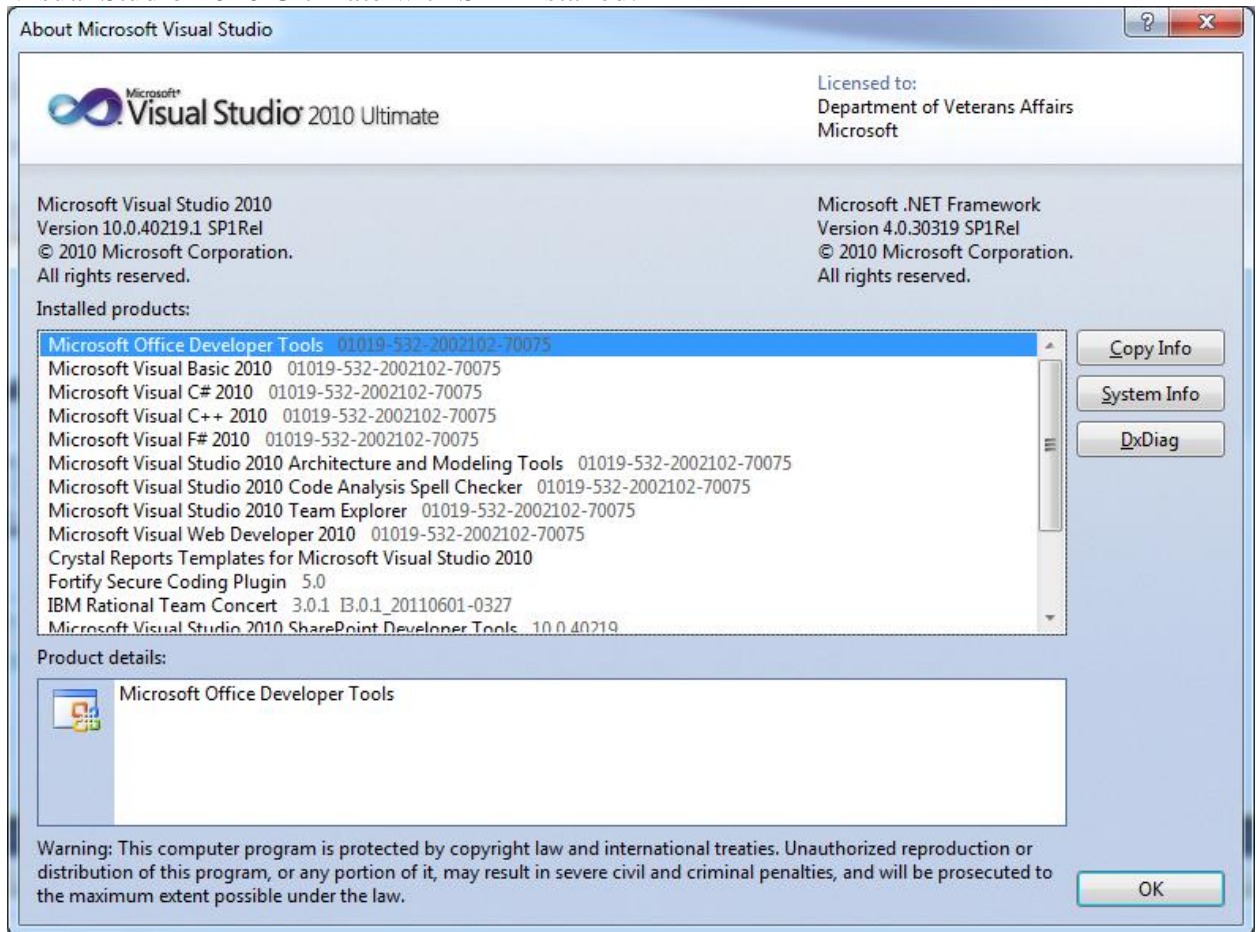 About Microsoft Visual Studio
Microsoft®
Visual Studio® 2010 Ultimate
Licensed to:
Department of Veterans Affairs
Microsoft
Microsoft Visual Studio 2010
Version 10.0.40219.1 SP1Rel
© 2010 Microsoft Corporation.
All rights reserved.
Microsoft .NET Framework
Version 4.0.30319 SP1Rel
© 2010 Microsoft Corporation.
All rights reserved.
Installed products:
Microsoft Office Developer Tools 01019-532-2002102-70075
Microsoft Visual Basic 2010 01019-532-2002102-70075
Microsoft Visual C# 2010 01019-532-2002102-70075
Microsoft Visual C++ 2010 01019-532-2002102-70075
Microsoft Visual F# 2010 01019-532-2002102-70075
Microsoft Visual Studio 2010 Architecture and Modeling Tools 01019-532-2002102-70075
Microsoft Visual Studio 2010 Code Analysis Spell Checker 01019-532-2002102-70075
Microsoft Visual Studio 2010 Team Explorer 01019-532-2002102-70075
Microsoft Visual Web Developer 2010 01019-532-2002102-70075
Crystal Reports Templates for Microsoft Visual Studio 2010
Fortify Secure Coding Plugin 5.0
IBM Rational Team Concert 3.0.1 I3.0.1_20110601-0327
Microsoft Visual Studio 2010 SharePoint Developer Tools 10.0.40219
Copy Info
System Info
DxDiag
Product details:
Microsoft Office Developer Tools
Warning: This computer program is protected by copyright law and international treaties. Unauthorized reproduction or
distribution of this program, or any portion of it, may result in severe civil and criminal penalties, and will be prosecuted to
the maximum extent possible under the law.
OK